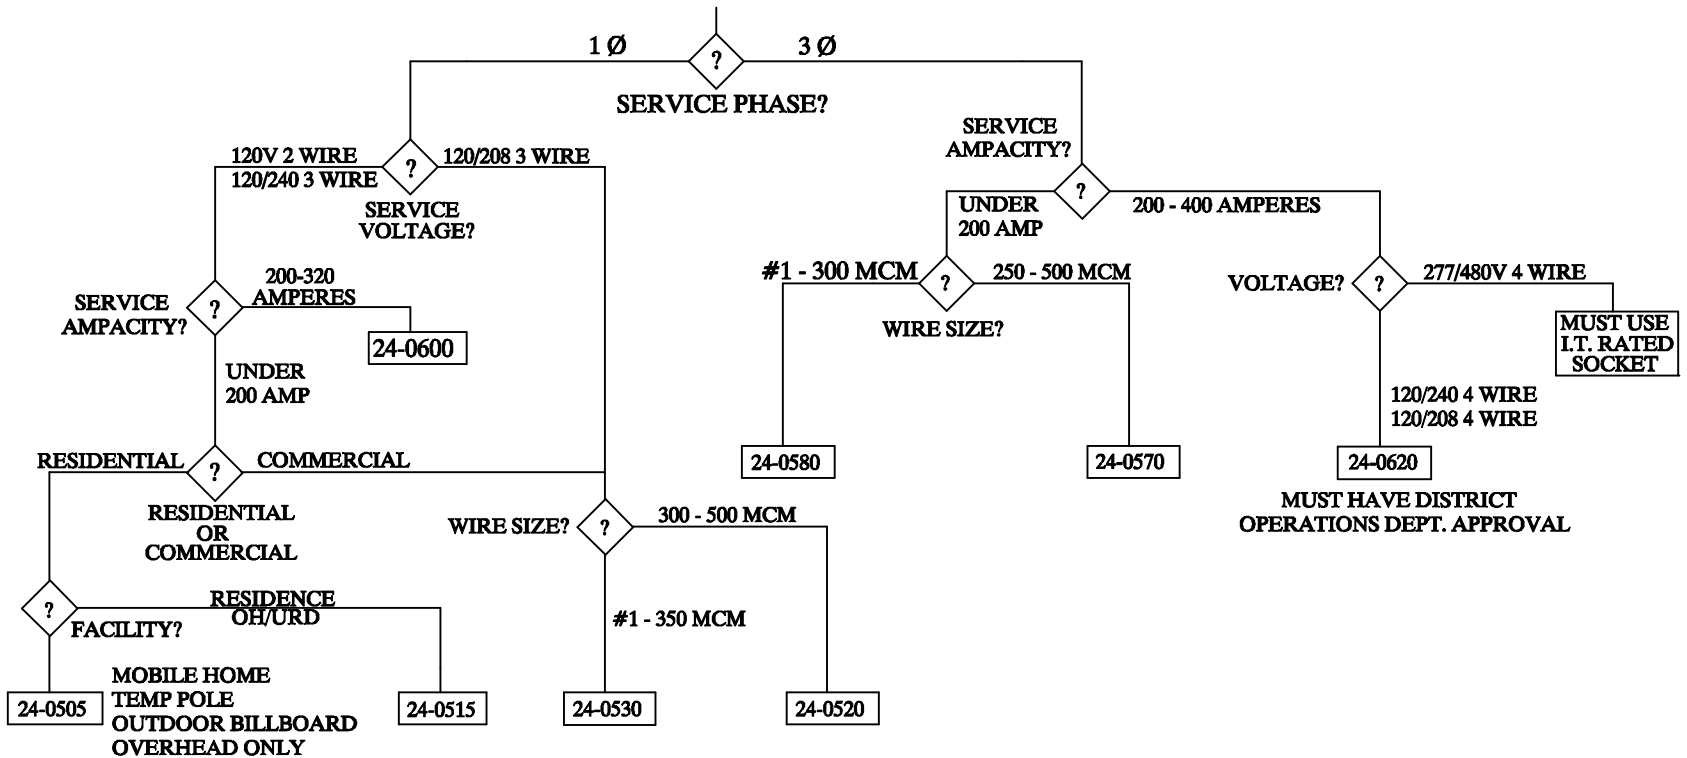 1 Ø
3 Ø
?
SERVICE PHASE?
SERVICE
AMPACITY?
120V 2 WIRE
120/240 3 WIRE
?
120/208 3 WIRE
SERVICE
VOLTAGE?
?
UNDER
200 AMP
200 - 400 AMPERES
#1 - 300 MCM
?
250 - 500 MCM
WIRE SIZE?
VOLTAGE?
?
277/480V 4 WIRE
MUST USE
I.T. RATED
SOCKET
200-320
AMPERES
SERVICE
AMPACITY?
?
24-0600
UNDER
200 AMP
120/240 4 WIRE
120/208 4 WIRE
RESIDENTIAL
?
COMMERCIAL
24-0580
24-0570
24-0620
RESIDENTIAL
OR
COMMERCIAL
MUST HAVE DISTRICT
OPERATIONS DEPT. APPROVAL
WIRE SIZE?
?
300 - 500 MCM
?
RESIDENCE
OH/URD
FACILITY?
#1 - 350 MCM
24-0505
MOBILE HOME
TEMP POLE
OUTDOOR BILLBOARD
OVERHEAD ONLY
24-0515
24-0530
24-0520